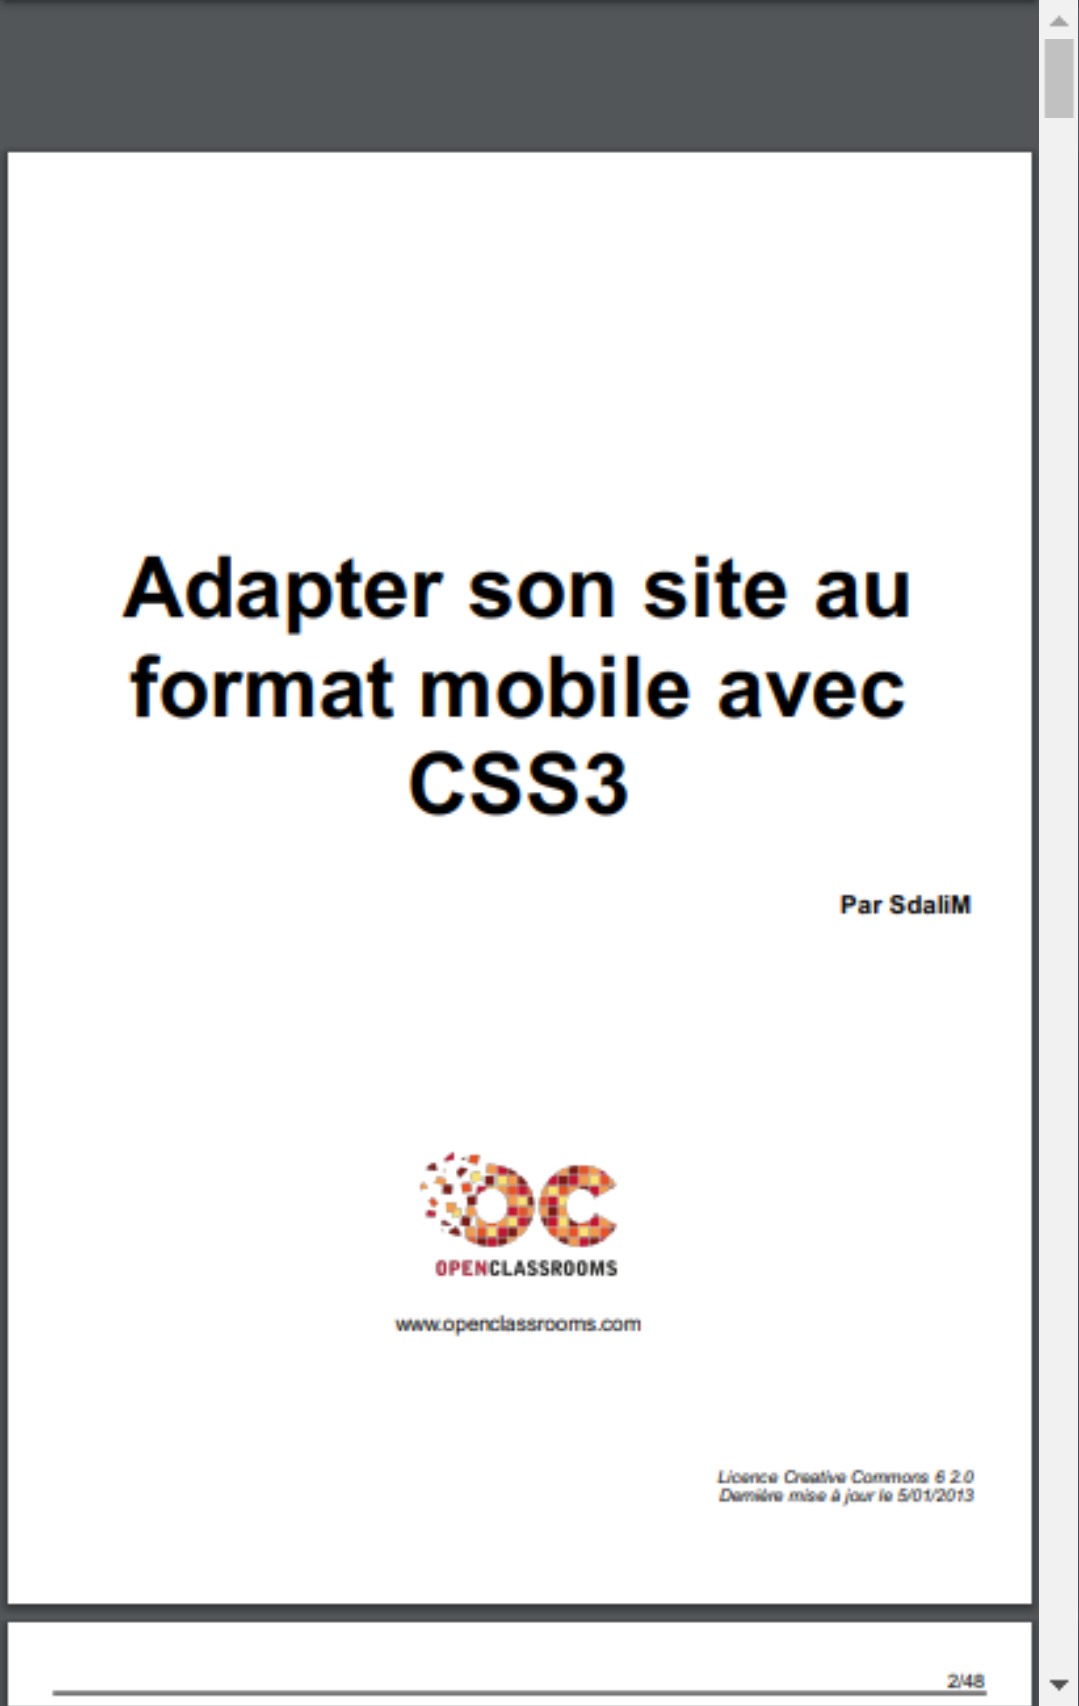 Adapter son site au
format mobile avec
CSS3
Par SdaliM
OC
OPENCLASSROOMS
www.openclassrooms.com
Licence Creative Commons 6 2.0
Dernière mise à jour le 5/01/2013
2/48